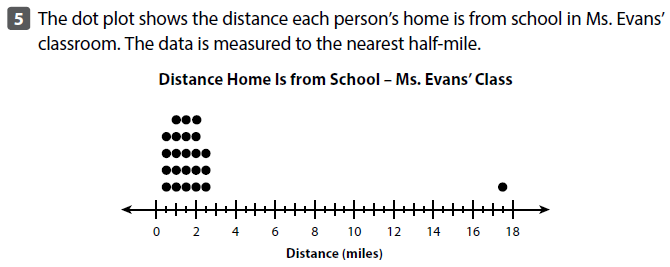 5 The dot plot shows the distance each person's home is from school in Ms. Evans'
classroom. The data is measured to the nearest half-mile.
Distance Home Is from School – Ms. Evans' Class
0 2 4 6 8 10 12 14 16 18
Distance (miles)